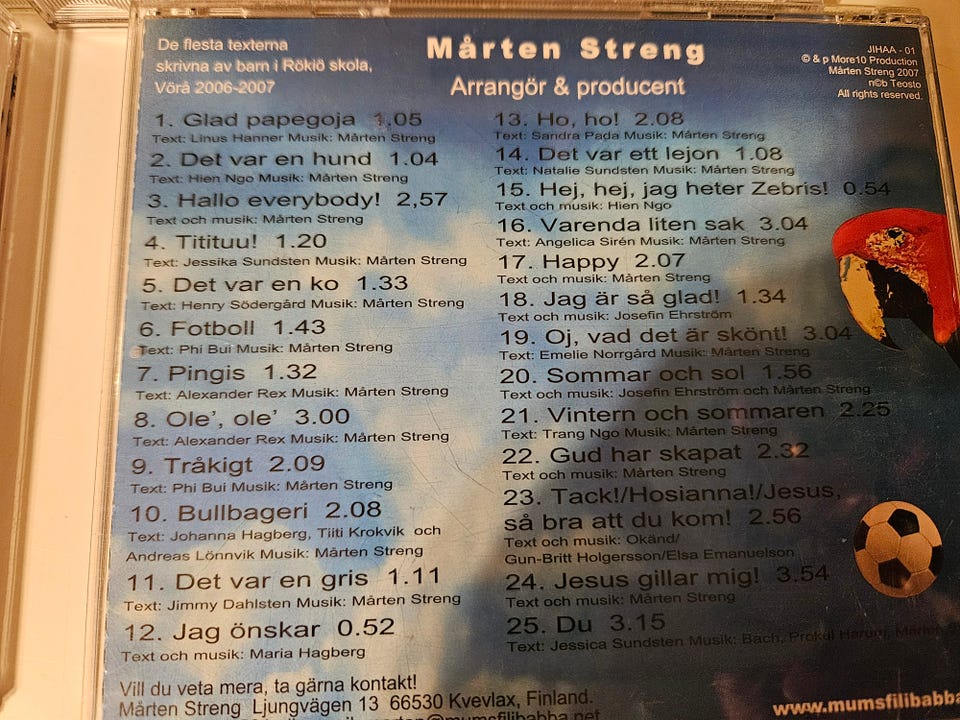 De flesta texterna
skrivna av barn i Rökiö skola,
Vörå 2006-2007
Mårten Streng
Arrangör & producent
JIHAA - 01
© & p More10 Production
Mårten Streng 2007
n©b Teosto
All rights reserved.
1. Glad papegoja 1.05
Text: Linus Hanner Musik: Mårten Streng
2. Det var en hund 1.04
Text: Hien Ngo Musik: Mårten Streng
3. Hallo everybody! 2,57
Text och musik: Mårten Streng
4. Titituu! 1.20
Text: Jessika Sundsten Musik: Mårten Streng
5. Det var en ko 1.33
Text: Henry Södergård Musik: Mårten Streng
6. Fotboll 1.43
Text: Phi Bui Musik: Mårten Streng
7. Pingis 1.32
Text: Alexander Rex Musik: Mårten Streng
8. Ole', ole' 3.00
Text: Alexander Rex Musik: Mårten Streng
9. Tråkigt 2.09
Text: Phi Bui Musik: Mårten Streng
10. Bullbageri 2.08
Text: Johanna Hagberg, Tiiti Krokvik och
Andreas Lönnvik Musik: Mårten Streng
11. Det var en gris 1.11
Text: Jimmy Dahlsten Musik: Mårten Streng
12. Jag önskar 0.52
Text och musik: Maria Hagberg
13. Ho, ho! 2.08
Text: Sandra Pada Musik: Mårten Streng
14. Det var ett lejon 1.08
Text: Natalie Sundsten Musik: Mårten Streng
15. Hej, hej, jag heter Zebris! 0.54
Text och musik: Hien Ngo
16. Varenda liten sak 3.04
Text: Angelica Sirén Musik: Mårten Streng
17. Happy 2.07
Text och musik: Mårten Streng
18. Jag är så glad! 1.34
Text och musik: Josefin Ehrström
19. Oj, vad det är skönt! 3.04
Text: Emelie Norrgård Musik: Mårten Streng
20. Sommar och sol 1.56
Text och musik: Josefin Ehrström och Mårten Streng
21. Vintern och sommaren 2.25
Text: Trang Ngo Musik: Mårten Streng
22. Gud har skapat 2.32
Text och musik: Mårten Streng
23. Tack!/Hosianna!/Jesus,
så bra att du kom! 2.56
Text och musik: Okänd/
Gun-Britt Holgersson/Elsa Emanuelson
24. Jesus gillar mig! 3.54
Text och musik: Mårten Streng
25. Du 3.15
Text: Jessica Sundsten Musik: Bach, Prokul Harum, Mårten
Vill du veta mera, ta gärna kontakt!
Mårten Streng Ljungvägen 13 66530 Kvevlax, Finland.
www.mumsfilibabba